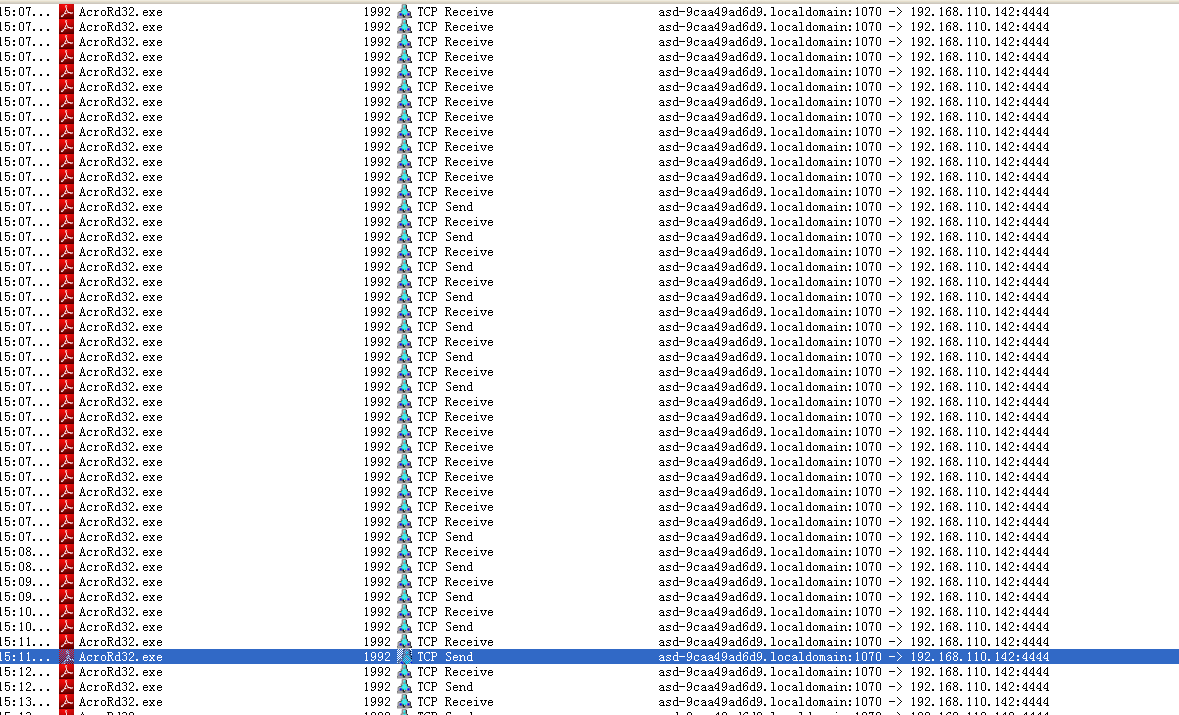 15:07... AcroRd32.exe 1992 TCP Receive asd-9caa49ad6d9.localdomain:1070 -> 192.168.110.142:4444
15:07... AcroRd32.exe 1992 TCP Receive asd-9caa49ad6d9.localdomain:1070 -> 192.168.110.142:4444
15:07... AcroRd32.exe 1992 TCP Receive asd-9caa49ad6d9.localdomain:1070 -> 192.168.110.142:4444
15:07... AcroRd32.exe 1992 TCP Receive asd-9caa49ad6d9.localdomain:1070 -> 192.168.110.142:4444
15:07... AcroRd32.exe 1992 TCP Receive asd-9caa49ad6d9.localdomain:1070 -> 192.168.110.142:4444
15:07... AcroRd32.exe 1992 TCP Receive asd-9caa49ad6d9.localdomain:1070 -> 192.168.110.142:4444
15:07... AcroRd32.exe 1992 TCP Receive asd-9caa49ad6d9.localdomain:1070 -> 192.168.110.142:4444
15:07... AcroRd32.exe 1992 TCP Receive asd-9caa49ad6d9.localdomain:1070 -> 192.168.110.142:4444
15:07... AcroRd32.exe 1992 TCP Receive asd-9caa49ad6d9.localdomain:1070 -> 192.168.110.142:4444
15:07... AcroRd32.exe 1992 TCP Receive asd-9caa49ad6d9.localdomain:1070 -> 192.168.110.142:4444
15:07... AcroRd32.exe 1992 TCP Receive asd-9caa49ad6d9.localdomain:1070 -> 192.168.110.142:4444
15:07... AcroRd32.exe 1992 TCP Receive asd-9caa49ad6d9.localdomain:1070 -> 192.168.110.142:4444
15:07... AcroRd32.exe 1992 TCP Receive asd-9caa49ad6d9.localdomain:1070 -> 192.168.110.142:4444
15:07... AcroRd32.exe 1992 TCP Send asd-9caa49ad6d9.localdomain:1070 -> 192.168.110.142:4444
15:07... AcroRd32.exe 1992 TCP Receive asd-9caa49ad6d9.localdomain:1070 -> 192.168.110.142:4444
15:07... AcroRd32.exe 1992 TCP Send asd-9caa49ad6d9.localdomain:1070 -> 192.168.110.142:4444
15:07... AcroRd32.exe 1992 TCP Receive asd-9caa49ad6d9.localdomain:1070 -> 192.168.110.142:4444
15:07... AcroRd32.exe 1992 TCP Send asd-9caa49ad6d9.localdomain:1070 -> 192.168.110.142:4444
15:07... AcroRd32.exe 1992 TCP Receive asd-9caa49ad6d9.localdomain:1070 -> 192.168.110.142:4444
15:07... AcroRd32.exe 1992 TCP Send asd-9caa49ad6d9.localdomain:1070 -> 192.168.110.142:4444
15:07... AcroRd32.exe 1992 TCP Receive asd-9caa49ad6d9.localdomain:1070 -> 192.168.110.142:4444
15:07... AcroRd32.exe 1992 TCP Send asd-9caa49ad6d9.localdomain:1070 -> 192.168.110.142:4444
15:07... AcroRd32.exe 1992 TCP Receive asd-9caa49ad6d9.localdomain:1070 -> 192.168.110.142:4444
15:07... AcroRd32.exe 1992 TCP Send asd-9caa49ad6d9.localdomain:1070 -> 192.168.110.142:4444
15:07... AcroRd32.exe 1992 TCP Receive asd-9caa49ad6d9.localdomain:1070 -> 192.168.110.142:4444
15:07... AcroRd32.exe 1992 TCP Send asd-9caa49ad6d9.localdomain:1070 -> 192.168.110.142:4444
15:07... AcroRd32.exe 1992 TCP Receive asd-9caa49ad6d9.localdomain:1070 -> 192.168.110.142:4444
15:07... AcroRd32.exe 1992 TCP Receive asd-9caa49ad6d9.localdomain:1070 -> 192.168.110.142:4444
15:07... AcroRd32.exe 1992 TCP Receive asd-9caa49ad6d9.localdomain:1070 -> 192.168.110.142:4444
15:07... AcroRd32.exe 1992 TCP Receive asd-9caa49ad6d9.localdomain:1070 -> 192.168.110.142:4444
15:07... AcroRd32.exe 1992 TCP Receive asd-9caa49ad6d9.localdomain:1070 -> 192.168.110.142:4444
15:07... AcroRd32.exe 1992 TCP Receive asd-9caa49ad6d9.localdomain:1070 -> 192.168.110.142:4444
15:07... AcroRd32.exe 1992 TCP Receive asd-9caa49ad6d9.localdomain:1070 -> 192.168.110.142:4444
15:07... AcroRd32.exe 1992 TCP Receive asd-9caa49ad6d9.localdomain:1070 -> 192.168.110.142:4444
15:07... AcroRd32.exe 1992 TCP Receive asd-9caa49ad6d9.localdomain:1070 -> 192.168.110.142:4444
15:07... AcroRd32.exe 1992 TCP Send asd-9caa49ad6d9.localdomain:1070 -> 192.168.110.142:4444
15:08... AcroRd32.exe 1992 TCP Receive asd-9caa49ad6d9.localdomain:1070 -> 192.168.110.142:4444
15:08... AcroRd32.exe 1992 TCP Send asd-9caa49ad6d9.localdomain:1070 -> 192.168.110.142:4444
15:09... AcroRd32.exe 1992 TCP Receive asd-9caa49ad6d9.localdomain:1070 -> 192.168.110.142:4444
15:09... AcroRd32.exe 1992 TCP Send asd-9caa49ad6d9.localdomain:1070 -> 192.168.110.142:4444
15:10... AcroRd32.exe 1992 TCP Receive asd-9caa49ad6d9.localdomain:1070 -> 192.168.110.142:4444
15:10... AcroRd32.exe 1992 TCP Send asd-9caa49ad6d9.localdomain:1070 -> 192.168.110.142:4444
15:11... AcroRd32.exe 1992 TCP Receive asd-9caa49ad6d9.localdomain:1070 -> 192.168.110.142:4444
15:11... AcroRd32.exe 1992 TCP Send asd-9caa49ad6d9.localdomain:1070 -> 192.168.110.142:4444
15:12... AcroRd32.exe 1992 TCP Receive asd-9caa49ad6d9.localdomain:1070 -> 192.168.110.142:4444
15:12... AcroRd32.exe 1992 TCP Send asd-9caa49ad6d9.localdomain:1070 -> 192.168.110.142:4444
15:13... AcroRd32.exe 1992 TCP Receive asd-9caa49ad6d9.localdomain:1070 -> 192.168.110.142:4444